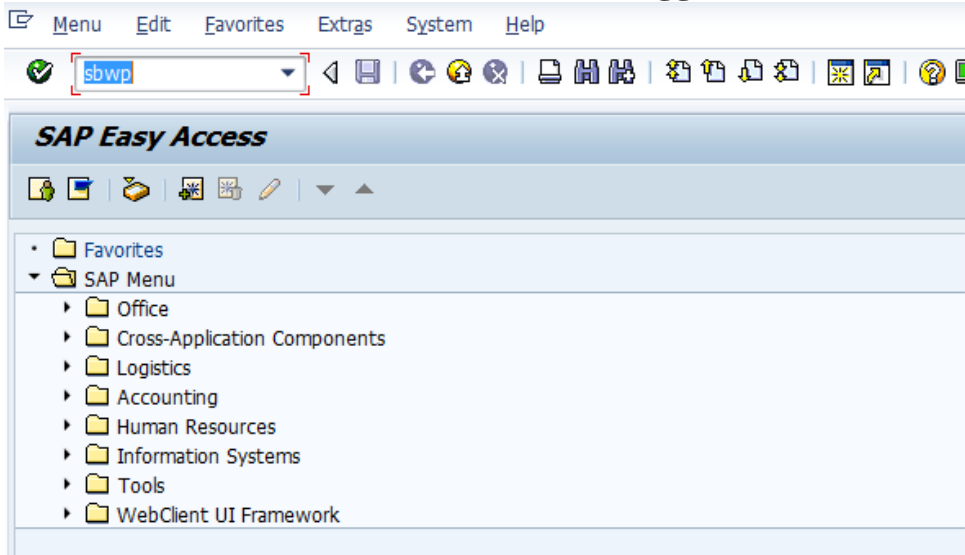 Menu Edit Favorites Extras System Help
sbwp
SAP Easy Access
Favorites
SAP Menu
Office
Cross-Application Components
Logistics
Accounting
Human Resources
Information Systems
Tools
WebClient UI Framework